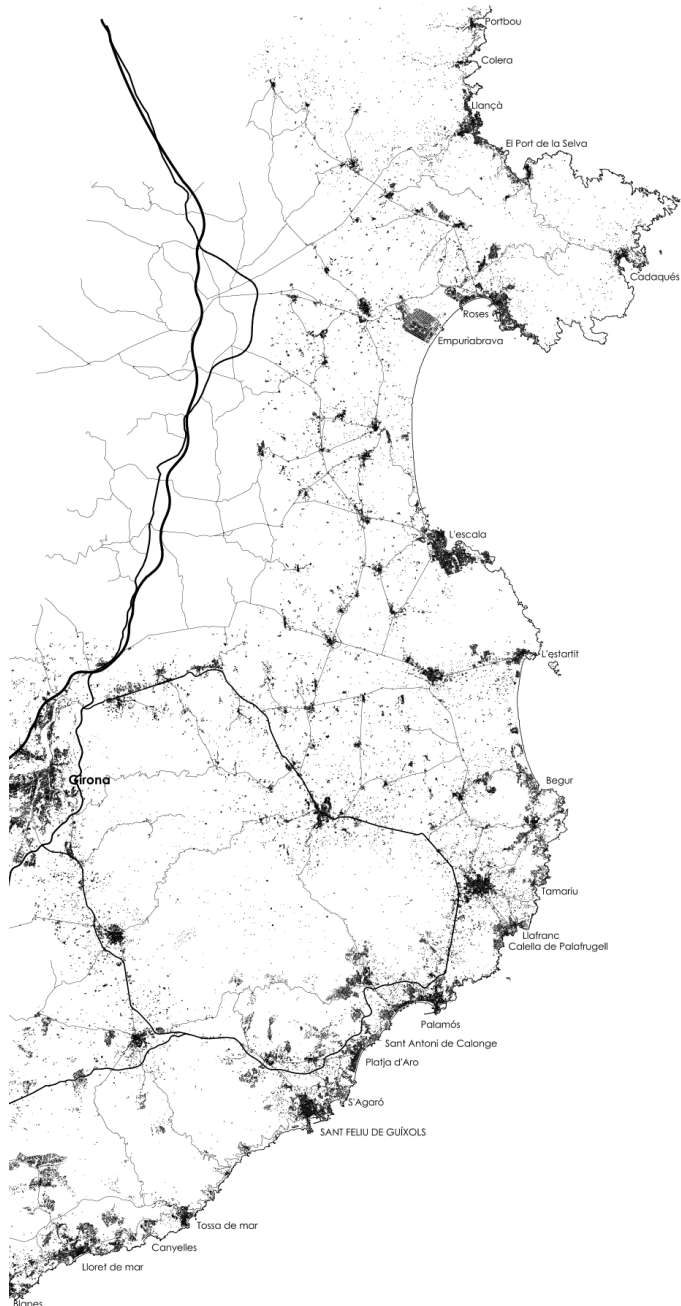 Portbou
Colera
Llançà
El Port de la Selva
Cadaqués
Roses
Empuriabrava
L'escala
L'estartit
Girona
Begur
Tamariu
Llafranc
Calella de Palafrugell
Palamós
Sant Antoni de Calonge
Platja d'Aro
S'Agaró
SANT FELIU DE GUÍXOLS
Tossa de mar
Canyelles
Lloret de mar
Blanes